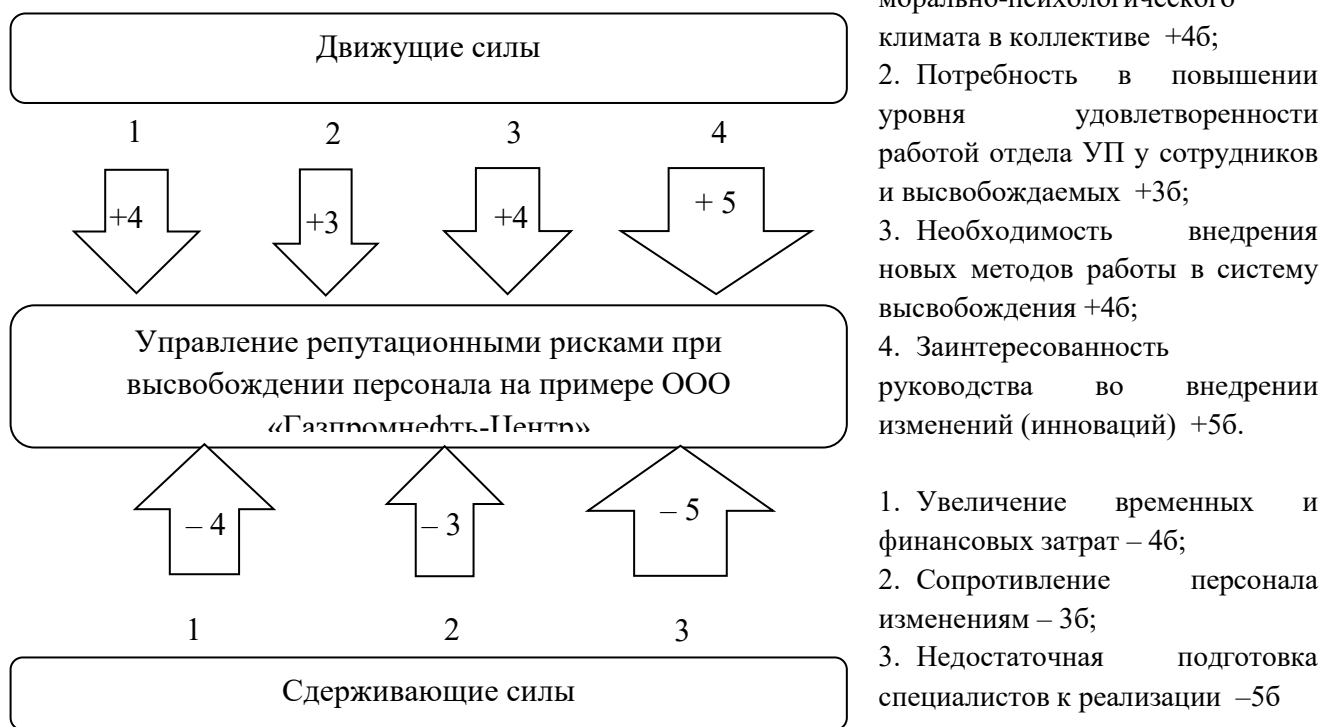 Движущие силы
1 2 3 4
+4 +3 +4 + 5
Управление репутационными рисками при
высвобождении персонала на примере ООО
«Газпромнефть-Центр»
– 4 – 3 – 5
1 2 3
Сдерживающие силы
морально-психологического
климата в коллективе +4б;
2. Потребность в повышении
уровня удовлетворенности
работой отдела УП у сотрудников
и высвобождаемых +3б;
3. Необходимость внедрения
новых методов работы в систему
высвобождения +4б;
4. Заинтересованность
руководства во внедрении
изменений (инноваций) +5б.
1. Увеличение временных и
финансовых затрат – 4б;
2. Сопротивление персонала
изменениям – 3б;
3. Недостаточная подготовка
специалистов к реализации –5б